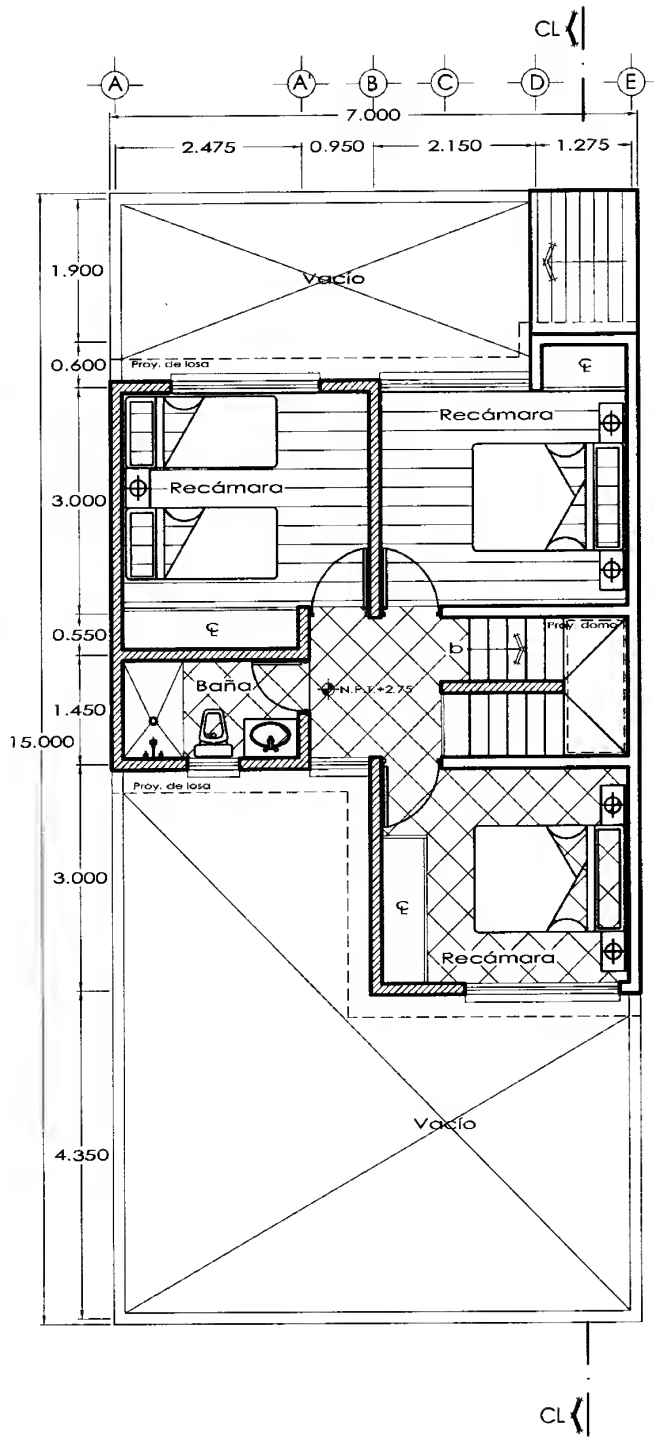 CL
A A' B C D E
7.000
2.475 0.950 2.150 1.275
1.900
Vacío
0.600
Proy. de losa
℄
Recámara
3.000
Recámara
0.550
℄
Proy. domo
b
Baña
N.P.T.+2.75
1.450
15.000
Proy. de losa
3.000
℄
Recámara
Vacío
4.350
CL